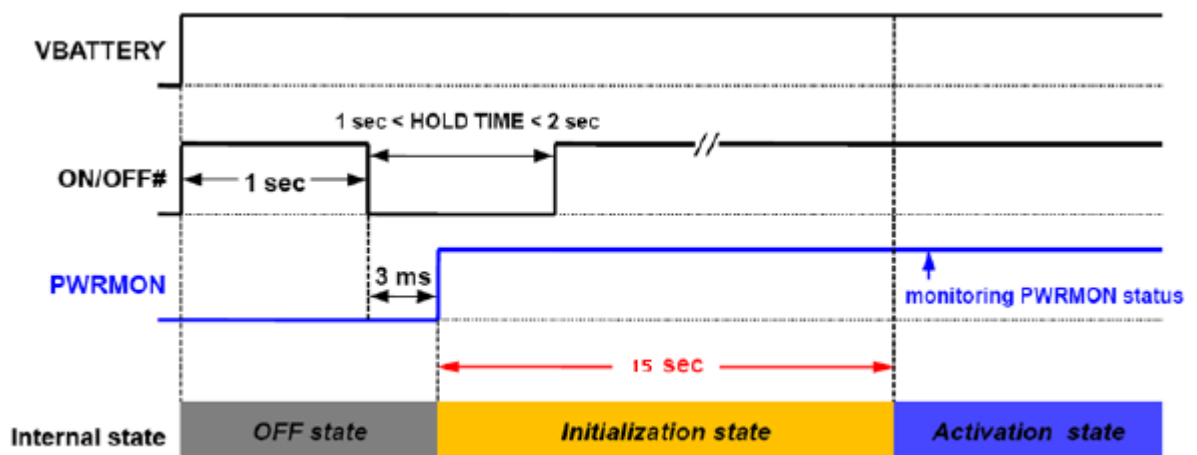 VBATTERY
1 sec < HOLD TIME < 2 sec
ON/OFF#
1 sec
PWRMON
3 ms
monitoring PWRMON status
15 sec
Internal state
OFF state
Initialization state
Activation state